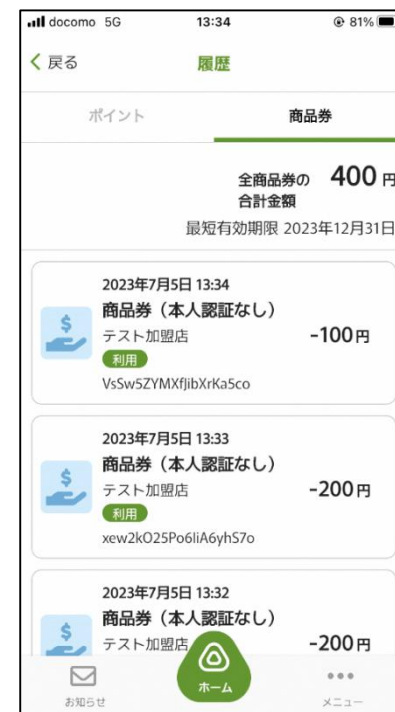 docomo 5G 13:34 81%
戻る 履歴
ポイント 商品券
全商品券の合計金額 400 円
最短有効期限 2023年12月31日
2023年7月5日 13:34
商品券（本人認証なし）
テスト加盟店 -100円
利用
VsSw5ZYMXfJibXrKa5co
2023年7月5日 13:33
商品券（本人認証なし）
テスト加盟店 -200円
利用
xew2kO25Po6IiA6yhS7o
2023年7月5日 13:32
商品券（本人認証なし）
テスト加盟店 -200円
お知らせ ホーム メニュー